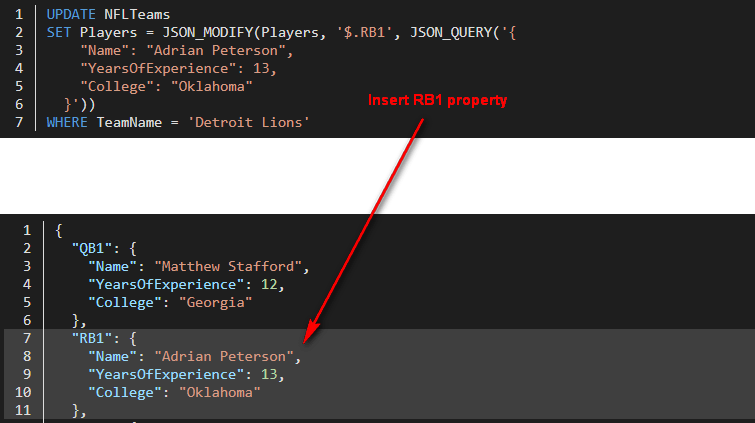 1 UPDATE NFLTeams
2 SET Players = JSON_MODIFY(Players, '$.RB1', JSON_QUERY('{
3 "Name": "Adrian Peterson",
4 "YearsOfExperience": 13,
5 "College": "Oklahoma"
6 }'))
Insert RB1 property
7 WHERE TeamName = 'Detroit Lions'
1 {
2 "QB1": {
3 "Name": "Matthew Stafford",
4 "YearsOfExperience": 12,
5 "College": "Georgia"
6 },
7 "RB1": {
8 "Name": "Adrian Peterson",
9 "YearsOfExperience": 13,
10 "College": "Oklahoma"
11 },